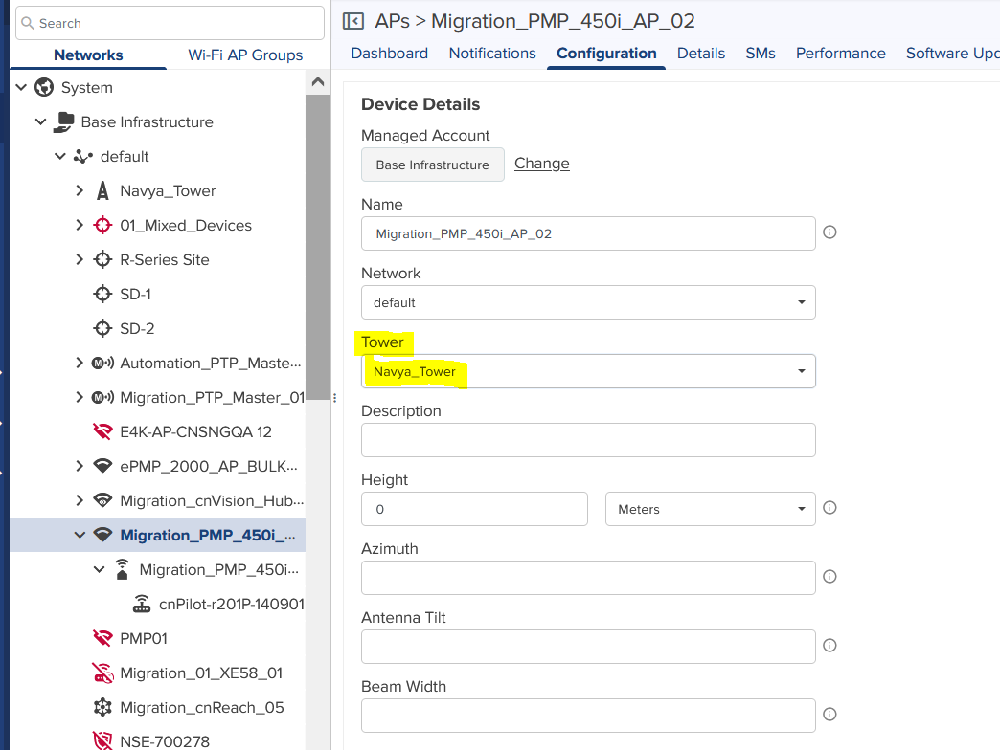 Search
Networks
Wi-Fi AP Groups
System
Base Infrastructure
default
Navya_Tower
01_Mixed_Devices
R-Series Site
SD-1
SD-2
Automation_PTP_Maste...
Migration_PTP_Master_01
E4K-AP-CNSNGQA 12
ePMP_2000_AP_BULK...
Migration_cnVision_Hub...
Migration_PMP_450i_...
Migration_PMP_450i...
cnPilot-r201P-140901
PMP01
Migration_01_XE58_01
Migration_cnReach_05
NSE-700278
APs > Migration_PMP_450i_AP_02
Dashboard Notifications Configuration Details SMs Performance Software Upd
Device Details
Managed Account
Base Infrastructure Change
Name
Migration_PMP_450i_AP_02
Network
default
Tower
Navya_Tower
Description
Height
0 Meters
Azimuth
Antenna Tilt
Beam Width